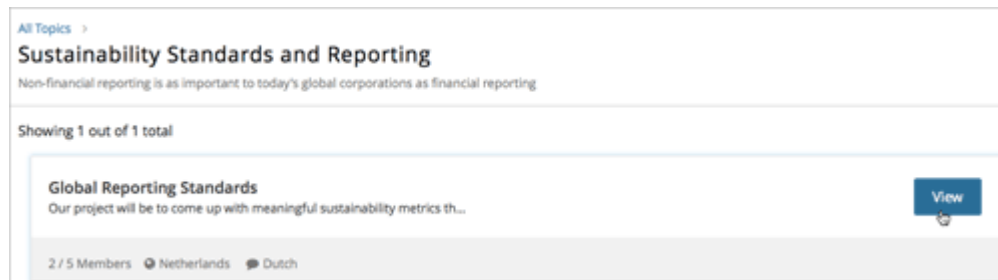 All Topics >
Sustainability Standards and Reporting
Non-financial reporting is as important to today's global corporations as financial reporting
Showing 1 out of 1 total
Global Reporting Standards
Our project will be to come up with meaningful sustainability metrics th...
View
2 / 5 Members Netherlands Dutch